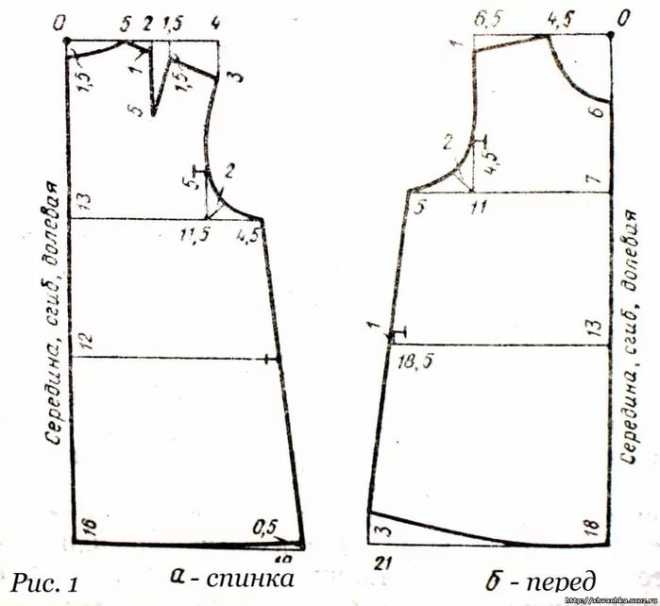 0 5 2 1,5 4
1,5 1 1,5 3
5
5 2
13 11,5 4,5
Середина, сгиб, долевая
12
16 0,5
а - спинка
Рис. 1
6,5 4,5 0
1
6
2 4,5
5 11 7
Середина, сгиб, долевая
1 18,5 13
3 18
21
б - перед